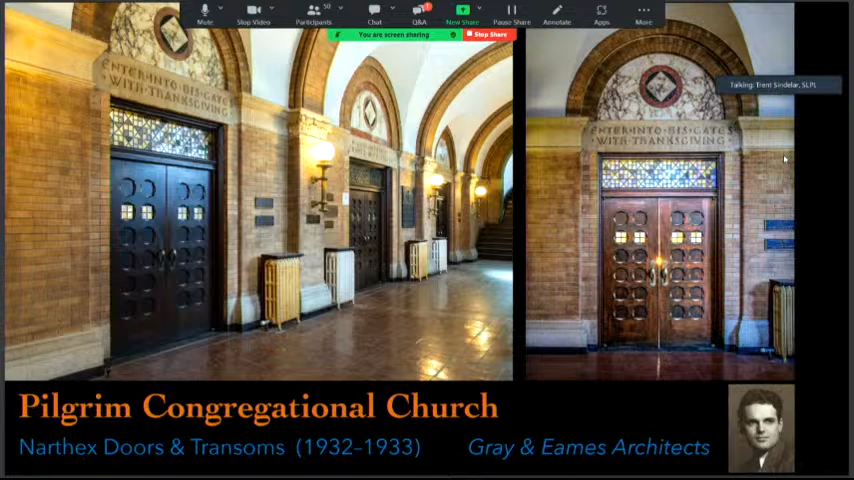 Mute
Stop Video
Participants
50
Chat
Q&A
1
New Share
Pause Share
Annotate
Apps
More
You are screen sharing
Stop Share
Talking: Trent Sindelar, SLPL
ENTER·INTO·HIS·GATES
·WITH·THANKSGIVING·
ENTER·INTO·HIS·GATES
·WITH·THANKSGIVING·
Pilgrim Congregational Church
Narthex Doors & Transoms (1932–1933)
Gray & Eames Architects